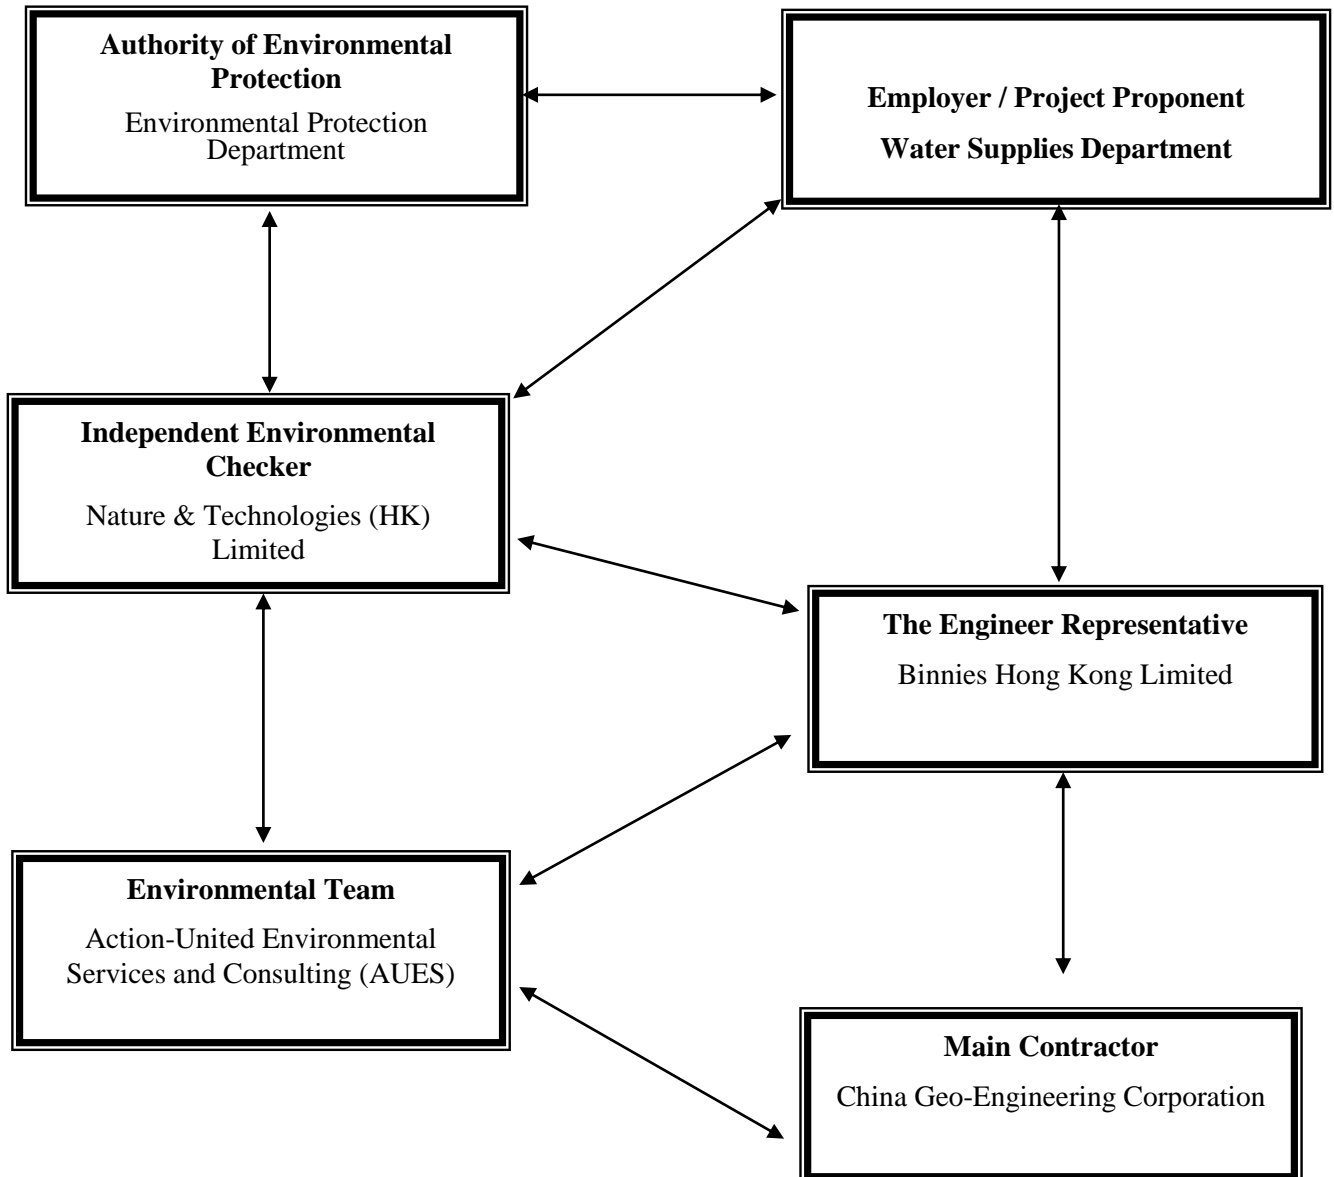 Authority of Environmental
Protection
Environmental Protection
Department
Employer / Project Proponent
Water Supplies Department
Independent Environmental
Checker
Nature & Technologies (HK)
Limited
The Engineer Representative
Binnies Hong Kong Limited
Environmental Team
Action-United Environmental
Services and Consulting (AUES)
Main Contractor
China Geo-Engineering Corporation